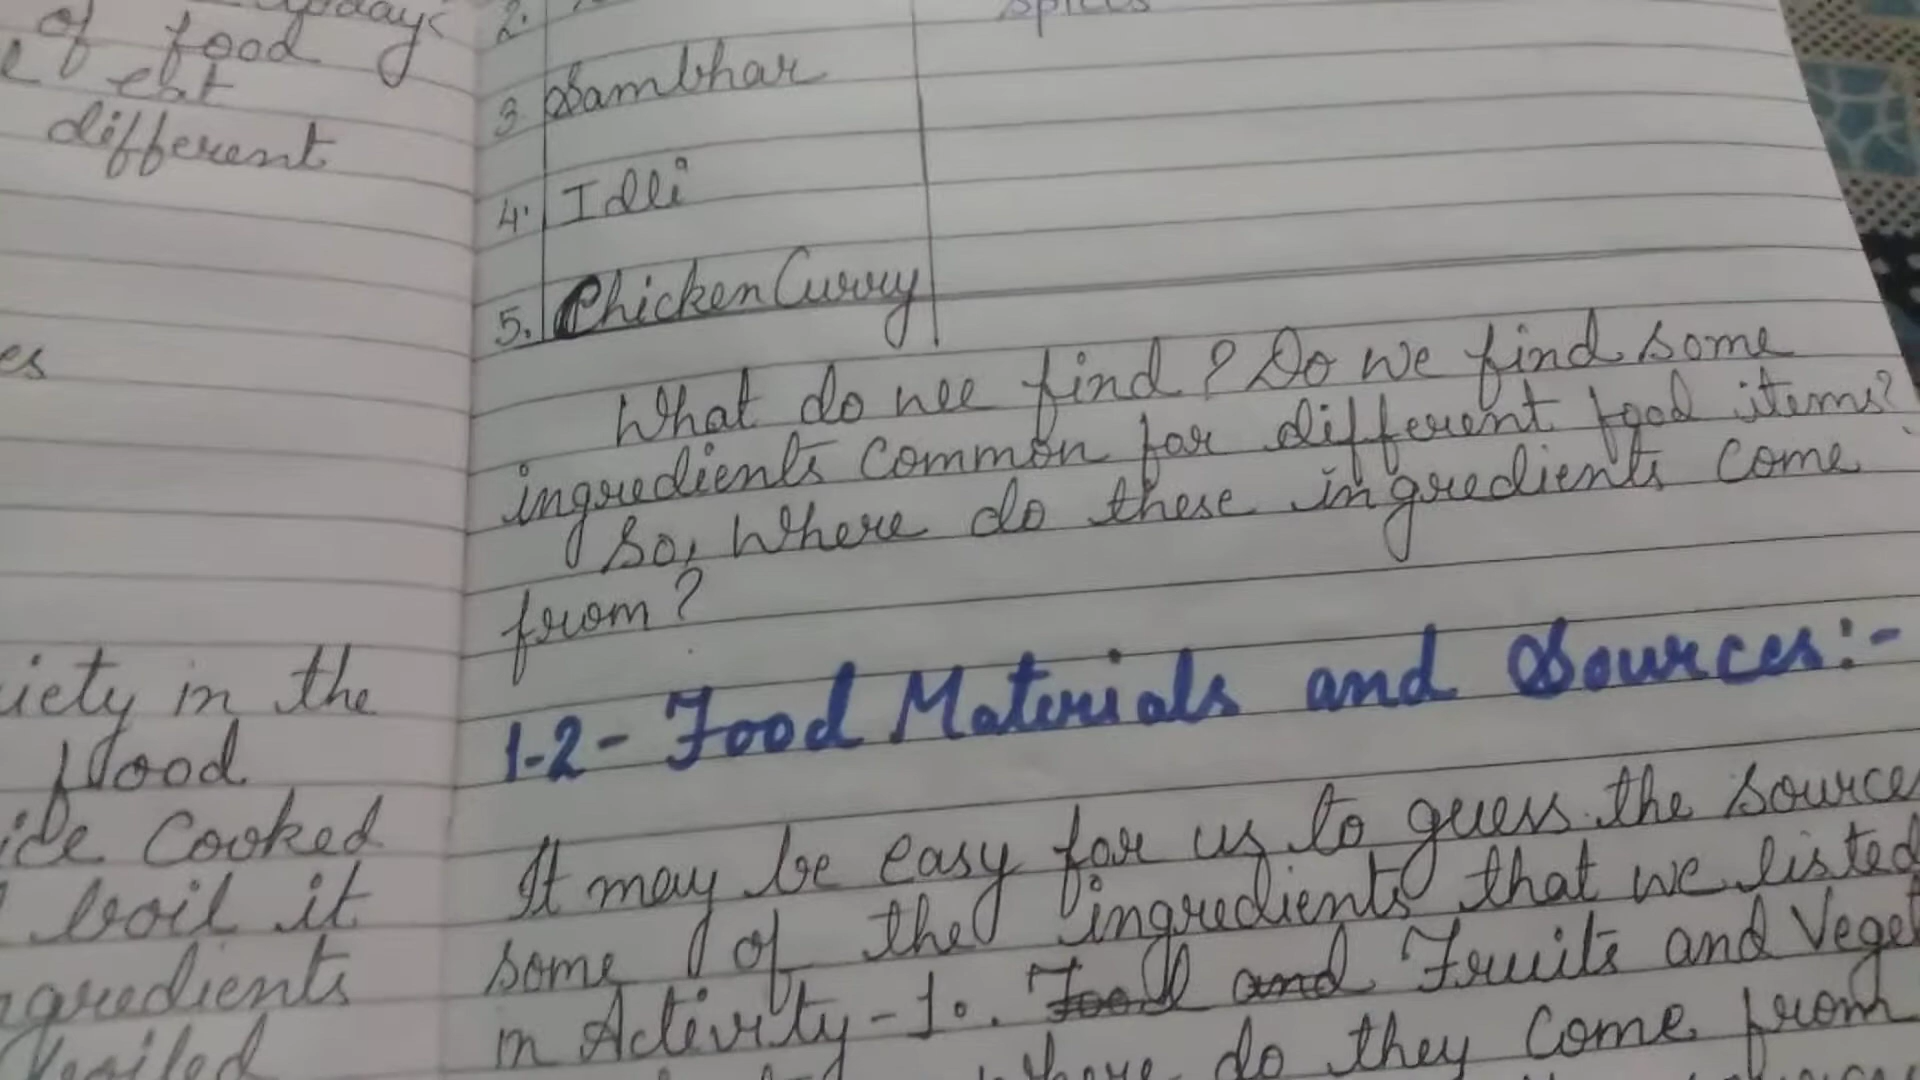 of food
eat
different
es
iety in the
food
Cooked
boil it
gredients
2.
spices
3. Sambhar
4. Idli
5. Chicken Curry
What do we find? Do we find some
ingredients common for different food items?
So, Where do these ingredients come
from?
1-2- Food Materials and Sources:-
It may be easy for us to guess the source
some of the ingredients that we listed
in Activity-1. Food and Fruits and Veget
do they come from